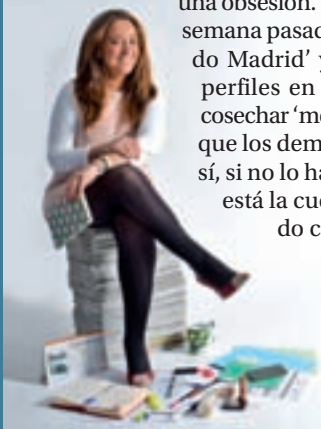 una obsesión.
semana pasad
do Madrid' y
perfiles en
cosechar 'me
que los dem
sí, si no lo ha
está la cue
do c